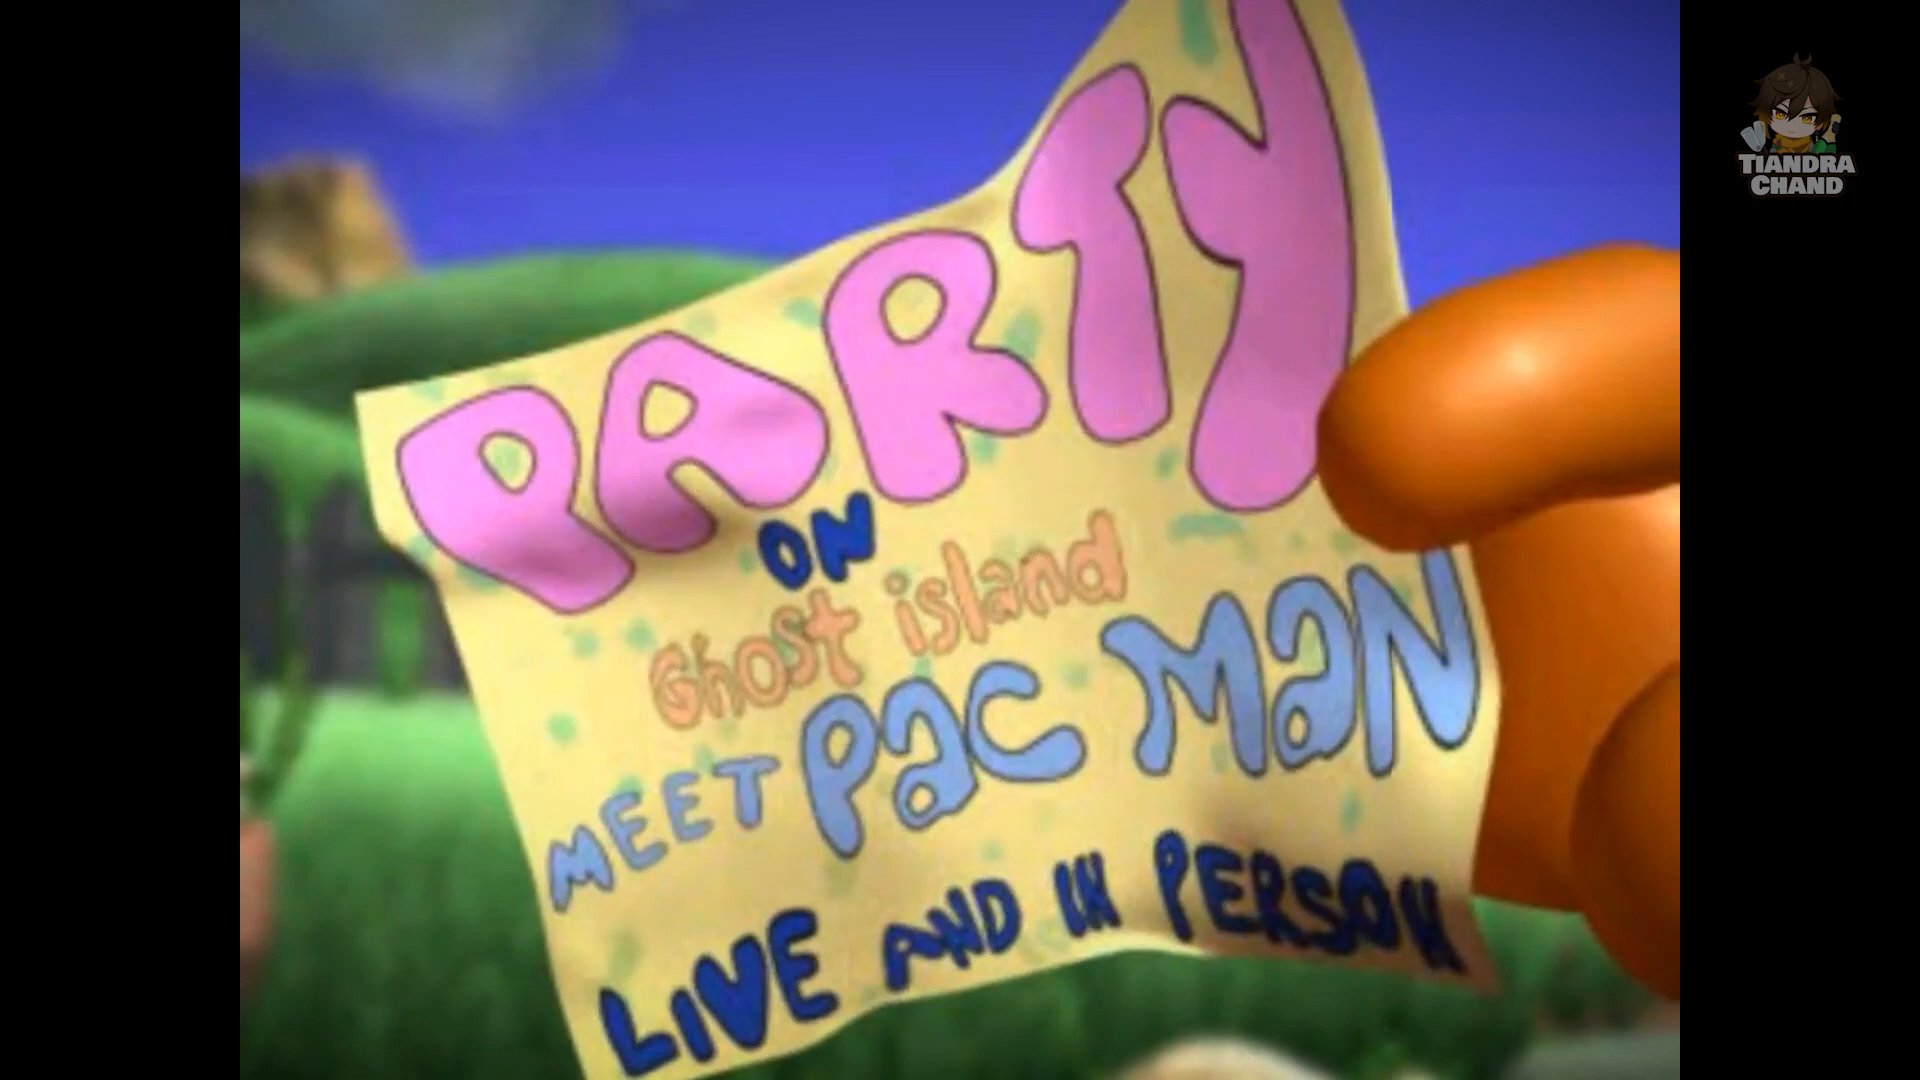 PARTY
ON
Ghost island
MEET PaC MaN
LIVE AND IN PERSON
TIANDRA
CHAND